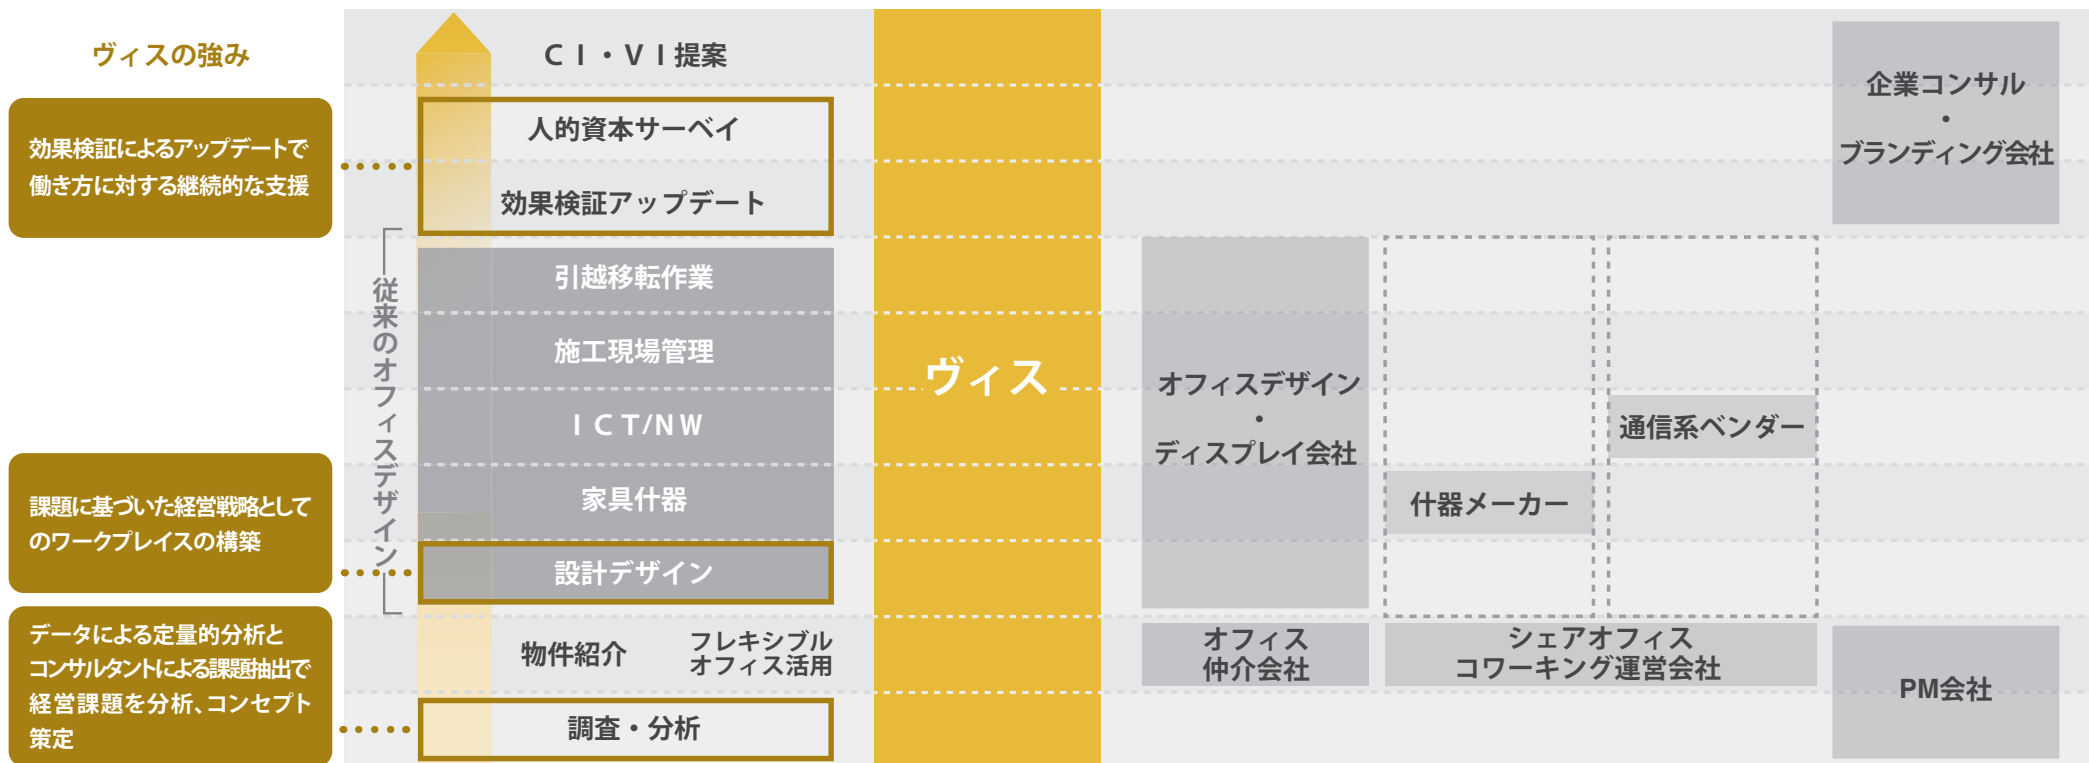 ヴィスの強み
効果検証によるアップデートで
働き方に対する継続的な支援
課題に基づいた経営戦略として
のワークプレイスの構築
データによる定量的分析と
コンサルタントによる課題抽出で
経営課題を分析、コンセプト
策定
従来のオフィスデザイン
ＣＩ・ＶＩ提案
人的資本サーベイ
効果検証アップデート
引越移転作業
施工現場管理
ＩＣＴ/ＮＷ
家具什器
設計デザイン
物件紹介
フレキシブル
オフィス活用
調査・分析
ヴィス
オフィスデザイン
・
ディスプレイ会社
オフィス
仲介会社
什器メーカー
通信系ベンダー
シェアオフィス
コワーキング運営会社
企業コンサル
・
ブランディング会社
PM会社